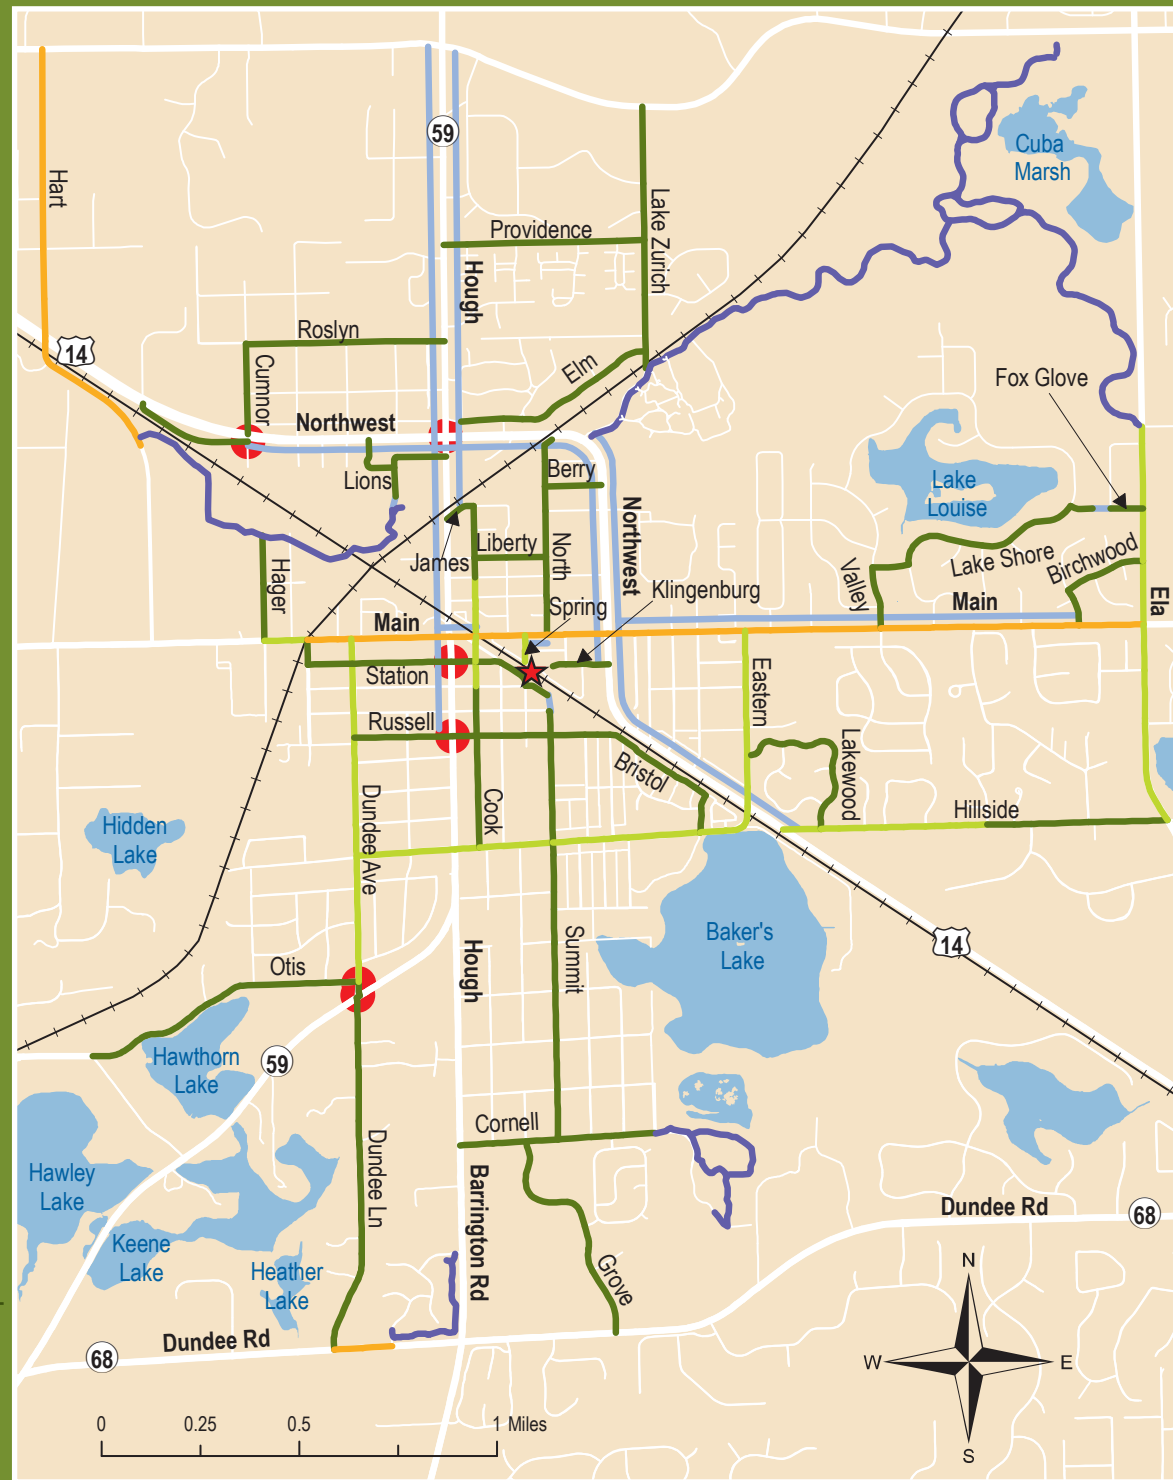 59
Cuba
Marsh
Hart
Lake Zurich
Providence
Hough
Roslyn
14
Cumnor
Elm
Fox Glove
Northwest
Berry
Lions
Lake
Louise
Northwest
James
Liberty
North
Lake Shore
Birchwood
Hager
Valley
Klingenburg
Spring
Main
Main
Ela
Station
Eastern
Russell
Bristol
Lakewood
Cook
Dundee Ave
Hillside
Hidden
Lake
Baker's
Lake
14
Hough
Summit
Otis
Hawthorn
Lake
59
Cornell
Dundee Ln
Hawley
Lake
Barrington Rd
Dundee Rd
68
Keene
Lake
Heather
Lake
Grove
N
Dundee Rd
68
W
E
0
0.25
0.5
1 Miles
S